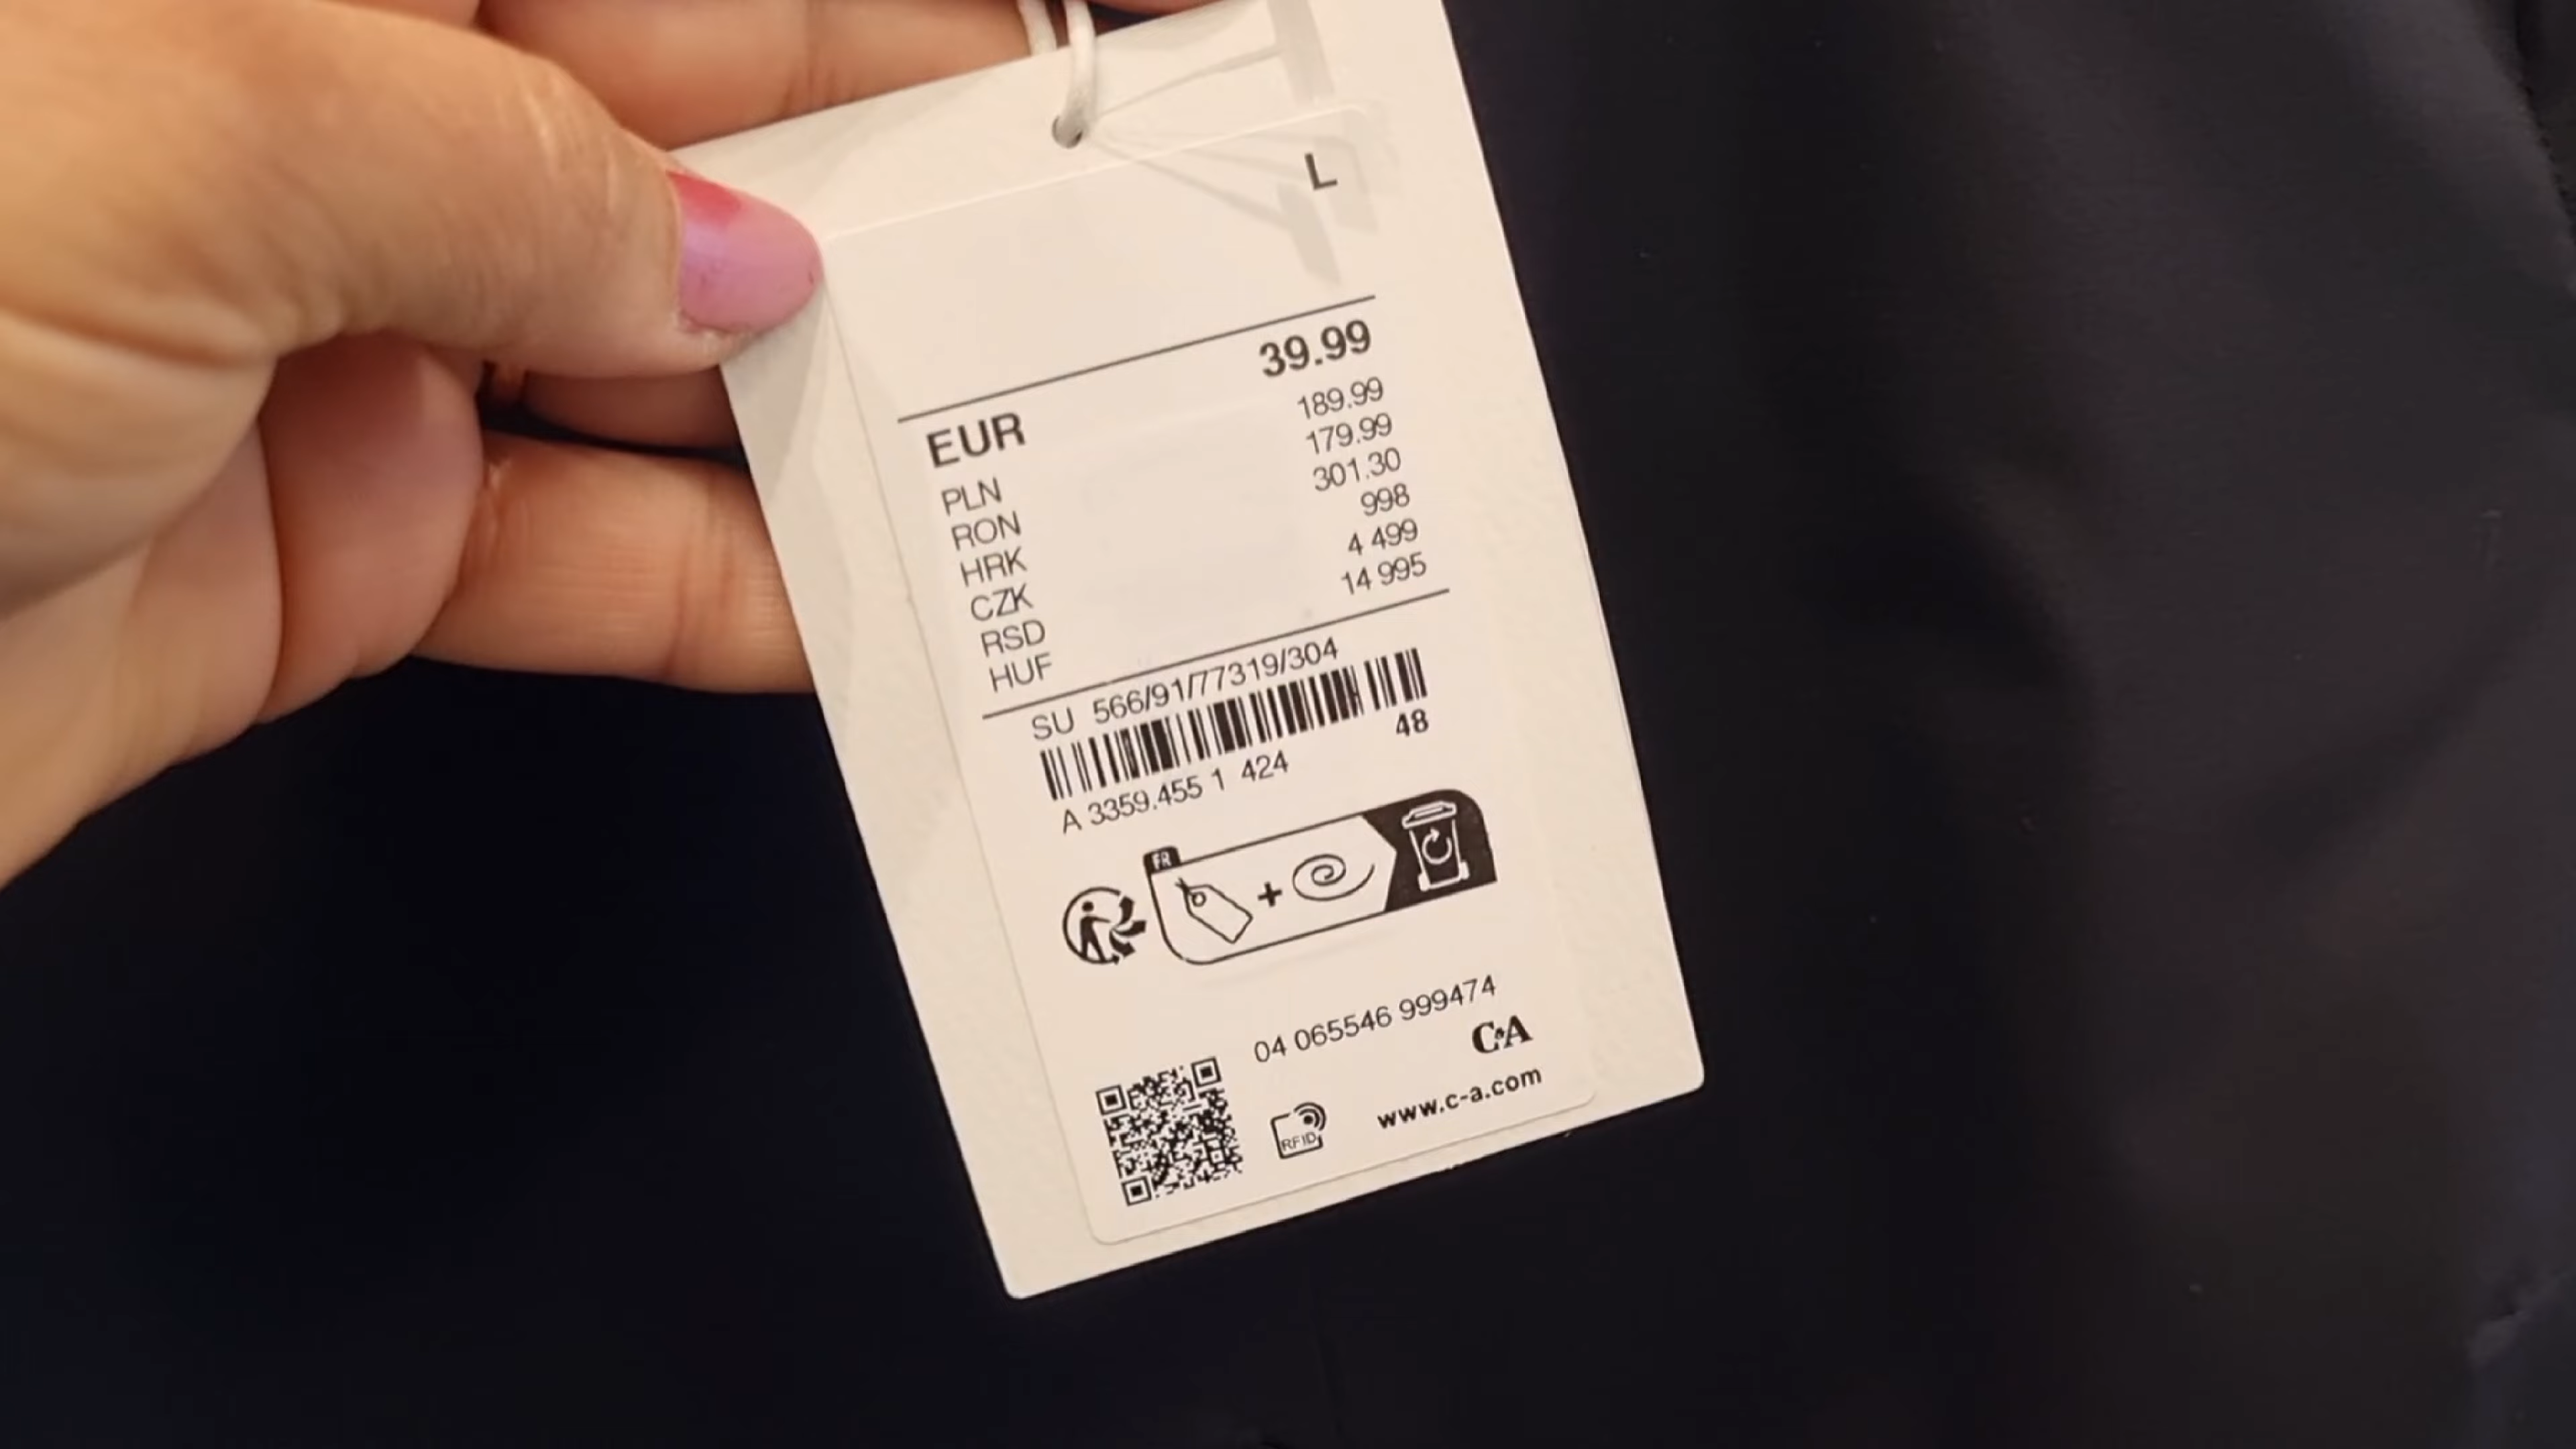 L
EUR 39.99
PLN 189.99
RON 179.99
HRK 301.30
CZK 998
RSD 4 499
HUF 14 995
SU 566/91/77319/304
48
A 3359.455 1 424
FR
+
04 065546 999474
C&A
RFID
www.c-a.com